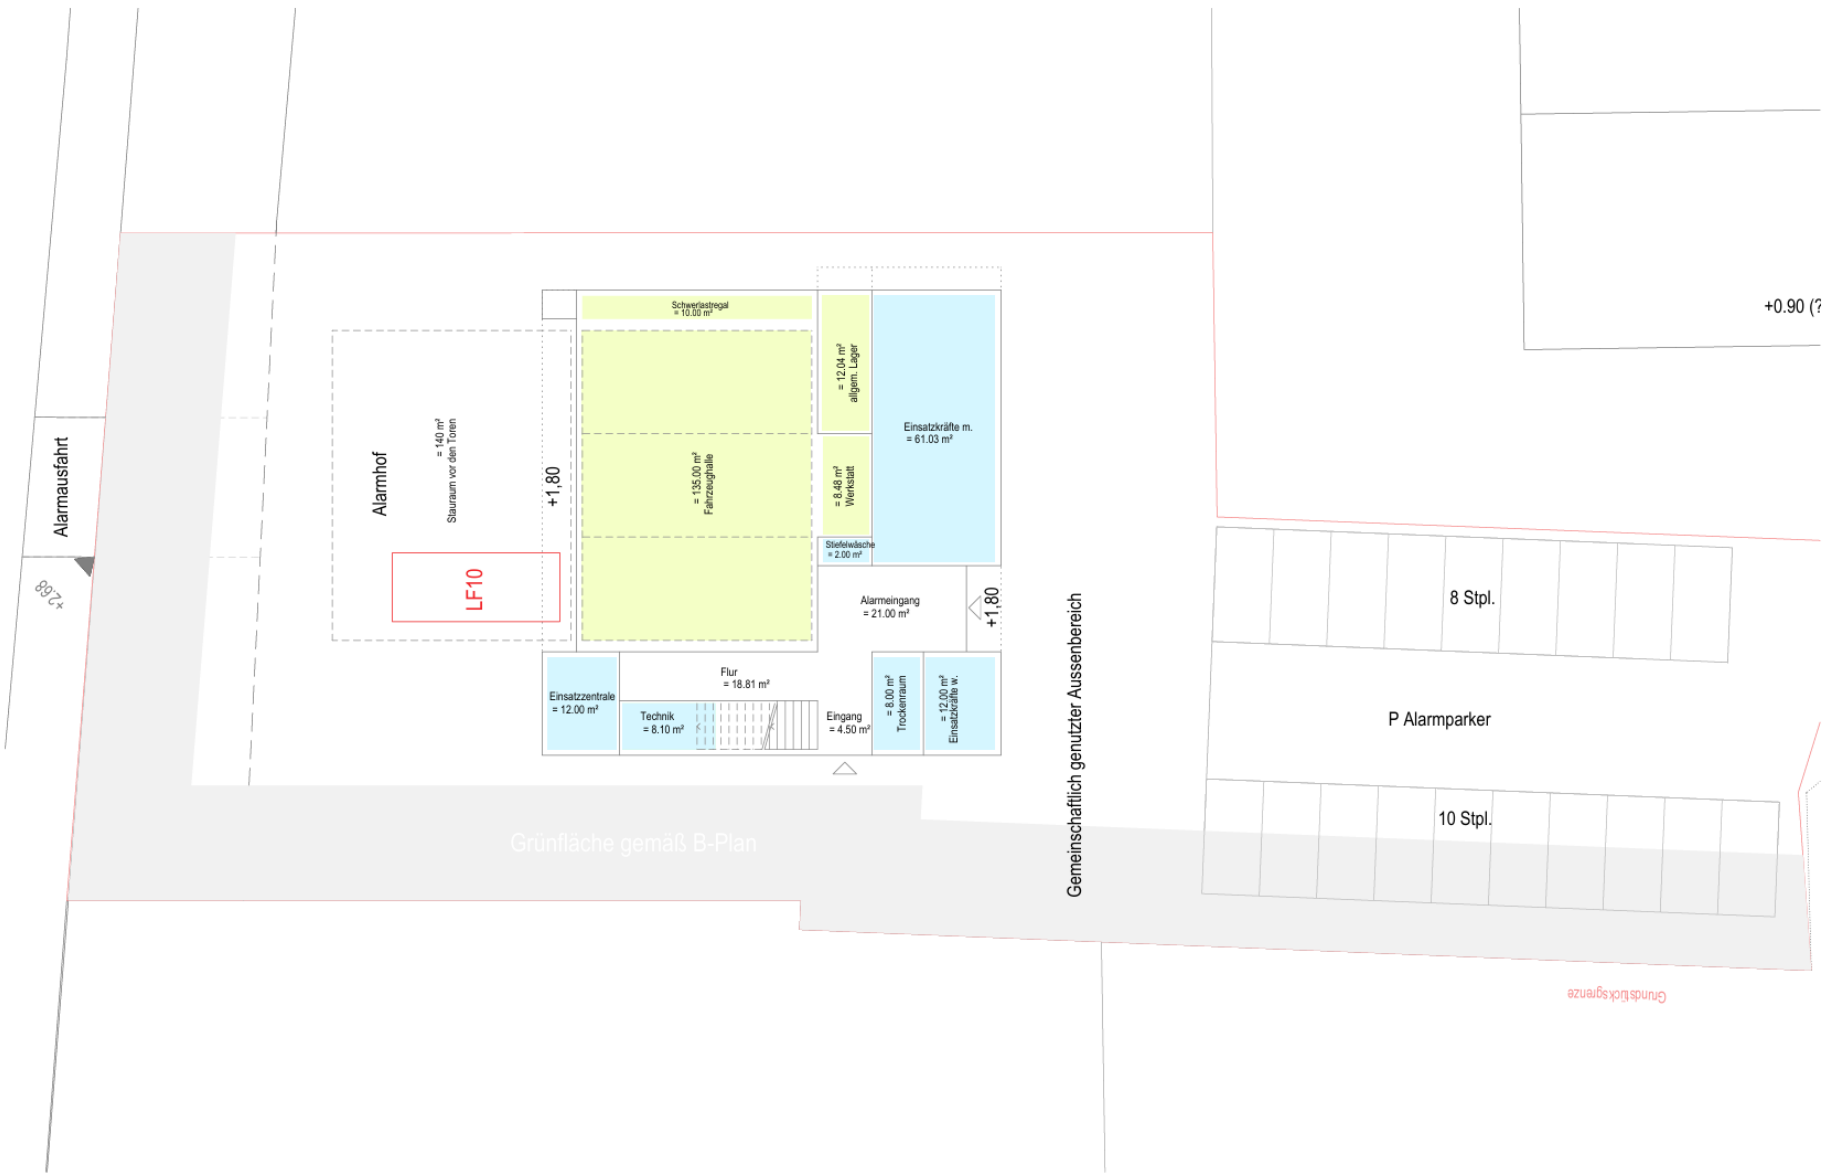 Schwerlastregal
= 10.00 m²
+0.90 (?
= 12.04 m²
allgem. Lager
Einsatzkräfte m.
= 61.03 m²
Alarmausfahrt
Alarmhof
= 140 m²
Stauraum vor den Toren
+1,80
= 135.00 m²
Fahrzeughalle
= 8.48 m²
Werkstatt
Stiefelwäsche
= 2.00 m²
+2,68
LF10
Alarmeingang
= 21.00 m²
+1,80
8 Stpl.
Gemeinschaftlich genutzter Aussenbereich
Flur
= 18.81 m²
Einsatzzentrale
= 12.00 m²
Technik
= 8.10 m²
Eingang
= 4.50 m²
= 8.00 m²
Trockenraum
= 12.00 m²
Einsatzkräfte w.
P Alarmparker
10 Stpl.
Grünfläche gemäß B-Plan
Grundstücksgrenze